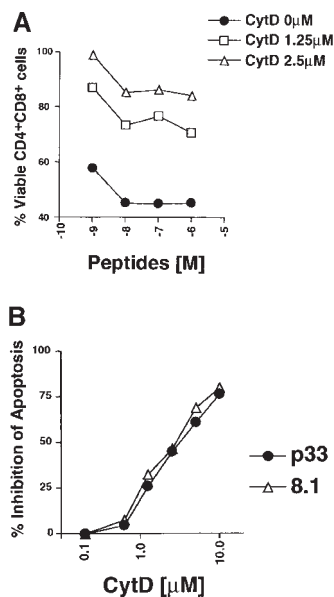 A
CytD 0µM
CytD 1.25µM
CytD 2.5µM
% Viable CD4+CD8+ cells
100
80
60
40
-10
-9
-8
-7
-6
-5
Peptides [M]
B
% Inhibition of Apoptosis
100
75
50
25
0
0.1
1.0
10.0
p33
8.1
CytD [µM]